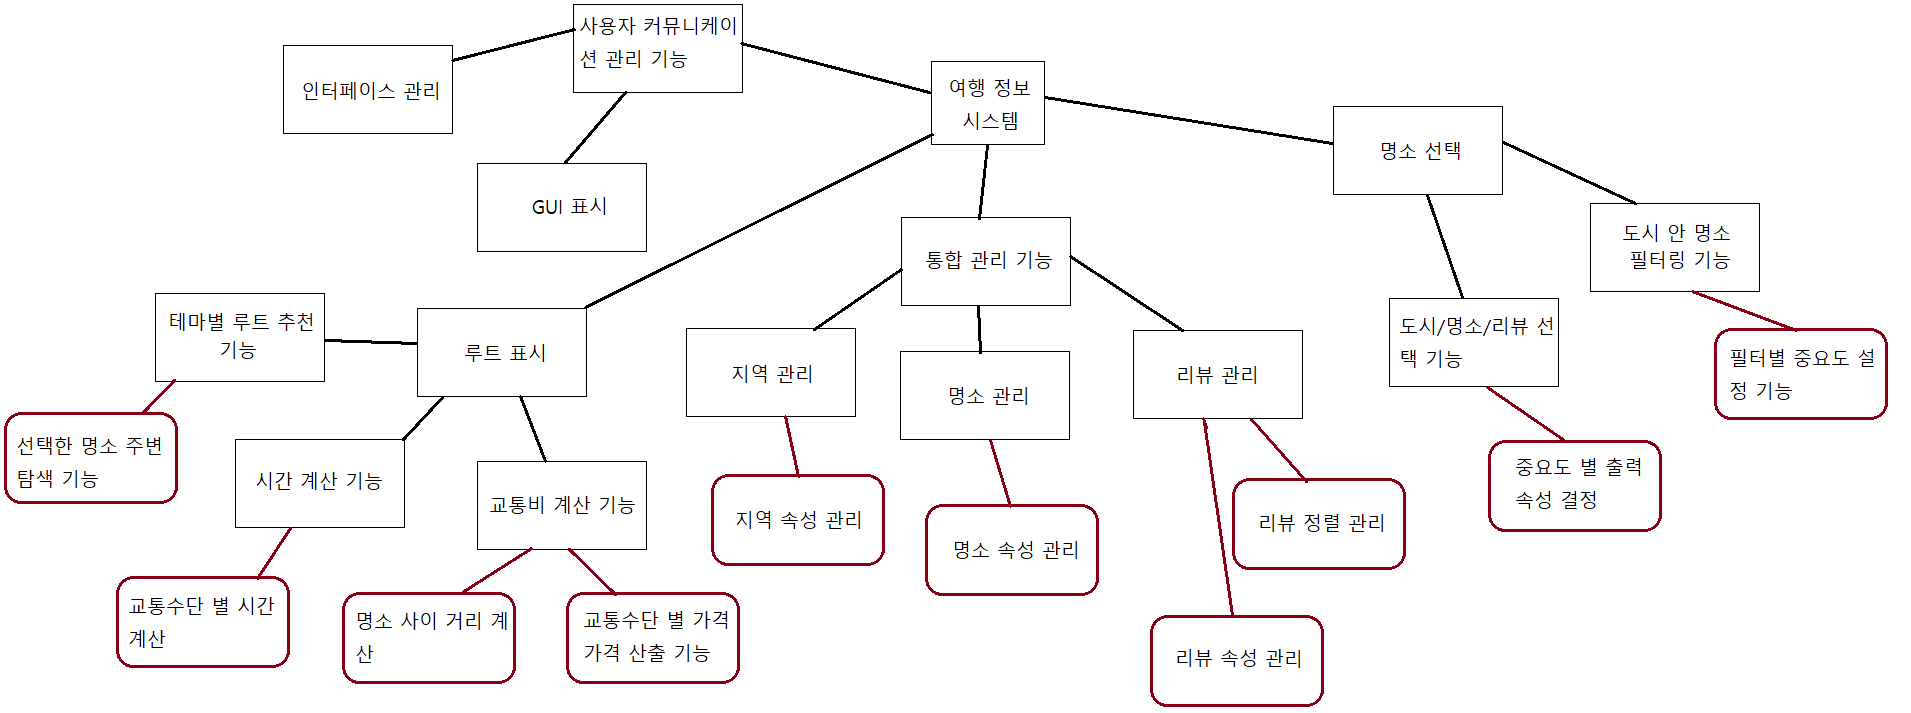 사용자 커뮤니케이
션 관리 기능
인터페이스 관리
GUI 표시
여행 정보
시스템
명소 선택
도시 안 명소
필터링 기능
도시/명소/리뷰 선
택 기능
필터별 중요도 설
정 기능
중요도 별 출력
속성 결정
통합 관리 기능
지역 관리
명소 관리
리뷰 관리
지역 속성 관리
명소 속성 관리
리뷰 정렬 관리
리뷰 속성 관리
루트 표시
테마별 루트 추천
기능
선택한 명소 주변
탐색 기능
시간 계산 기능
교통비 계산 기능
교통수단 별 시간
계산
명소 사이 거리 계
산
교통수단 별 가격
가격 산출 기능